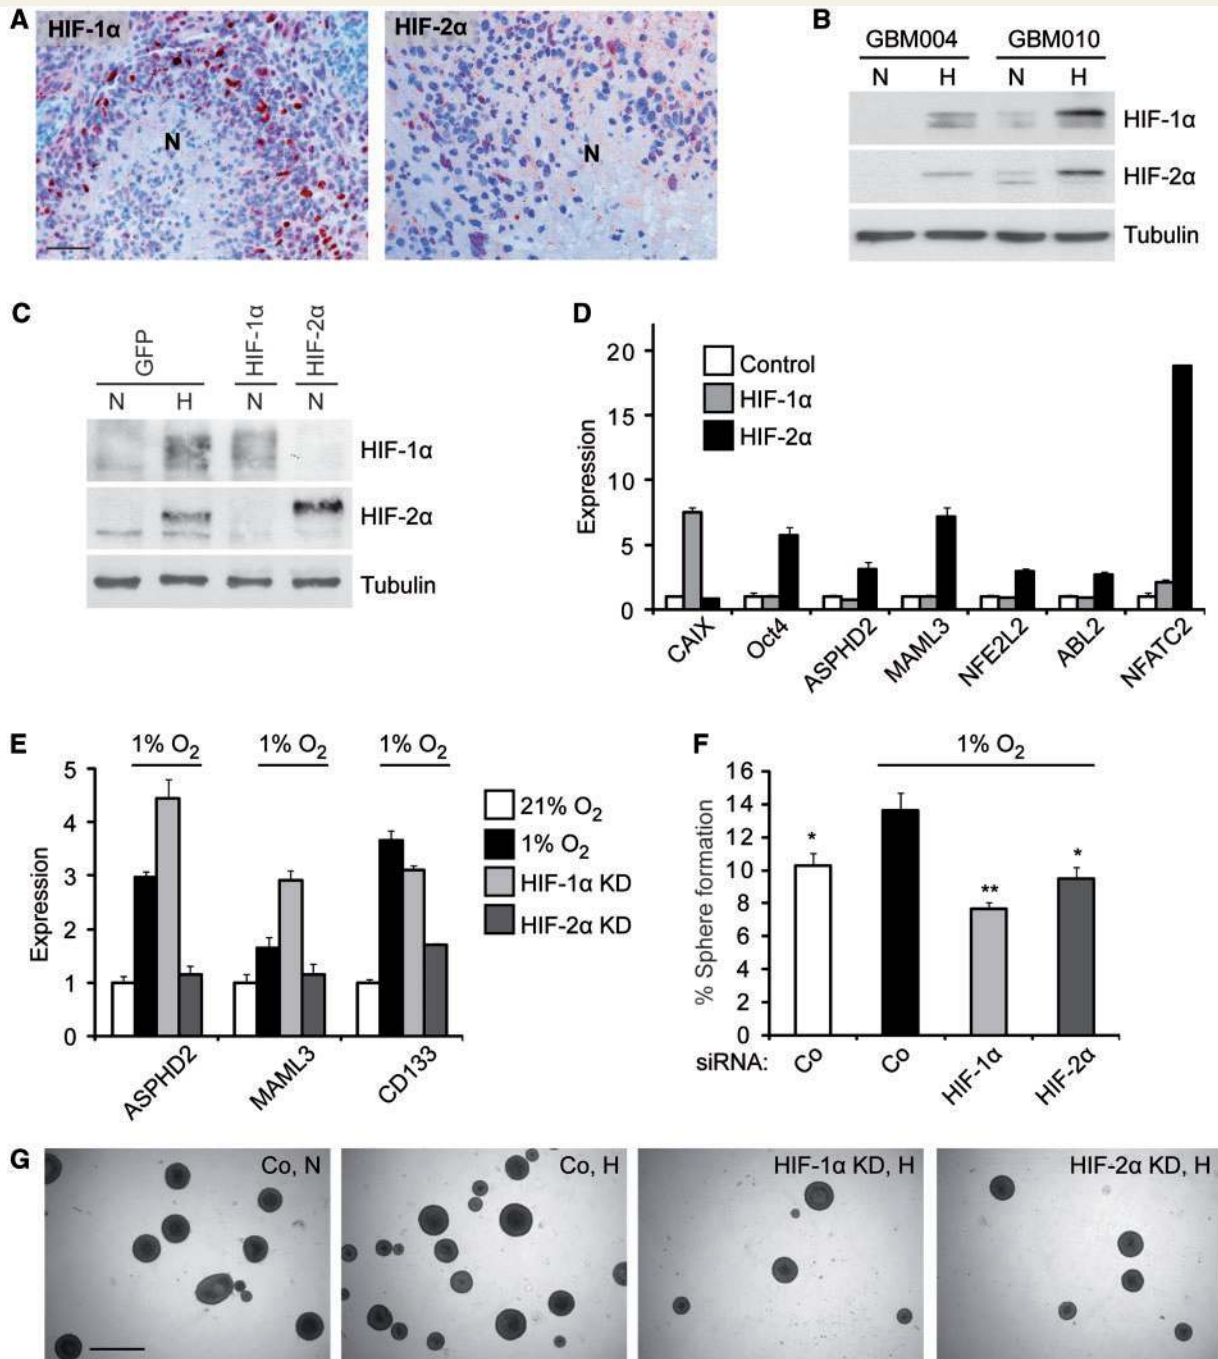 A
HIF-1α
N
HIF-2α
N
B
GBM004 GBM010
N H N H
HIF-1α
HIF-2α
Tubulin
C
GFP
HIF-1α
HIF-2α
N H N N
HIF-1α
HIF-2α
Tubulin
D
Expression
20
15
10
5
0
Control
HIF-1α
HIF-2α
CAIX
Oct4
ASPHD2
MAML3
NFE2L2
ABL2
NFATC2
E
1% O2 1% O2 1% O2
Expression
5
4
3
2
1
0
21% O2
1% O2
HIF-1α KD
HIF-2α KD
ASPHD2
MAML3
CD133
F
1% O2
% Sphere formation
16
14
12
10
8
6
4
2
0
*
**
*
siRNA: Co Co HIF-1α HIF-2α
G
Co, N
Co, H
HIF-1α KD, H
HIF-2α KD, H